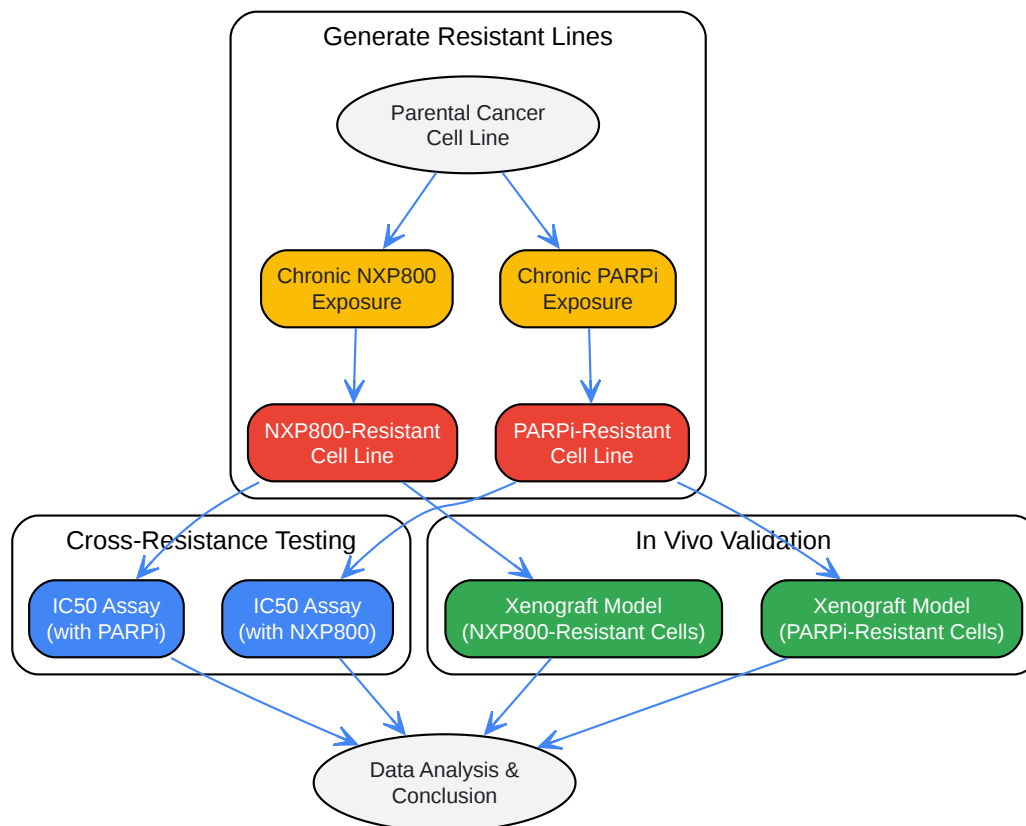 Generate Resistant Lines
Parental Cancer
Cell Line
Chronic NXP800
Exposure
Chronic PARPi
Exposure
NXP800-Resistant
Cell Line
PARPi-Resistant
Cell Line
Cross-Resistance Testing
In Vivo Validation
IC50 Assay
(with PARPi)
IC50 Assay
(with NXP800)
Xenograft Model
(NXP800-Resistant Cells)
Xenograft Model
(PARPi-Resistant Cells)
Data Analysis &
Conclusion